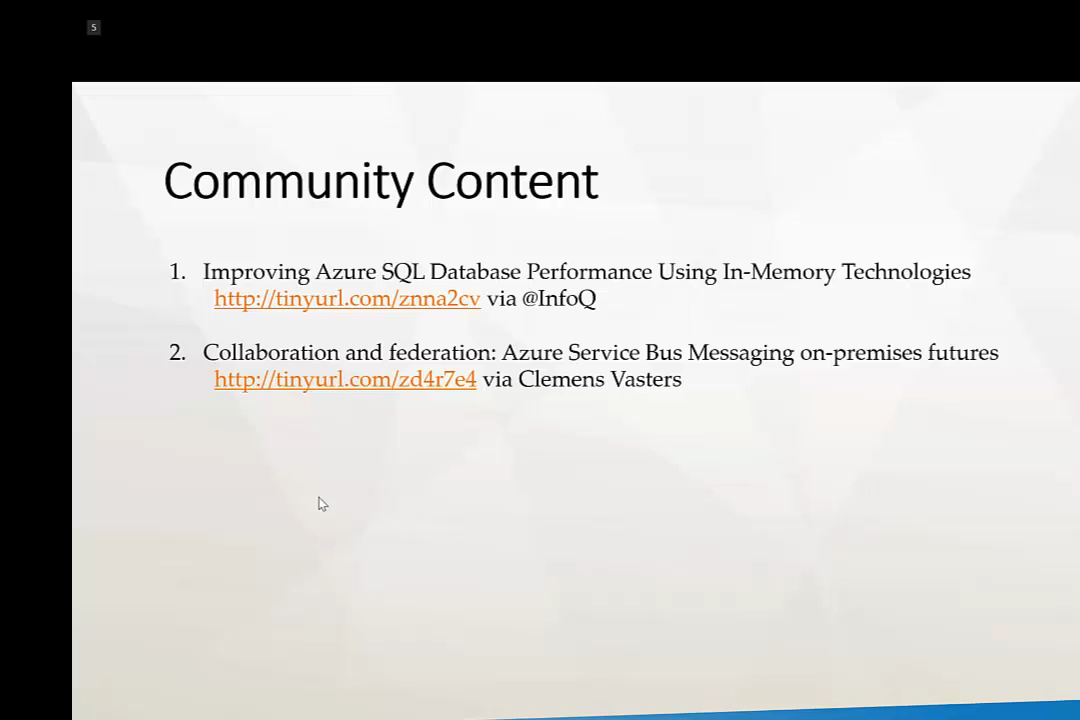 5
Community Content
1. Improving Azure SQL Database Performance Using In-Memory Technologies
http://tinyurl.com/znna2cv via @InfoQ
2. Collaboration and federation: Azure Service Bus Messaging on-premises futures
http://tinyurl.com/zd4r7e4 via Clemens Vasters